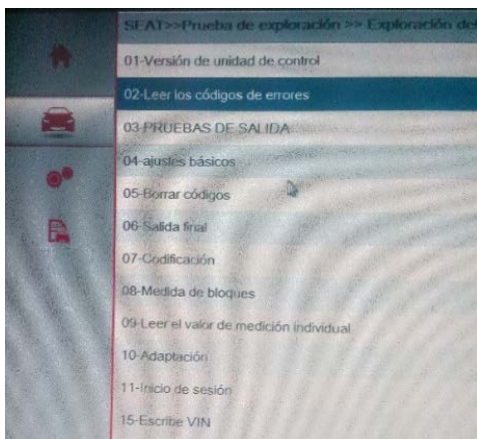 SEAT>>Prueba de exploración >> Exploración del
01-Versión de unidad de control
02-Leer los códigos de errores
03-PRUEBAS DE SALIDA
04-ajustes básicos
05-Borrar códigos
06-Salida final
07-Codificación
08-Medida de bloques
09-Leer el valor de medición individual
10-Adaptación
11-Inicio de sesión
15-Escribe VIN